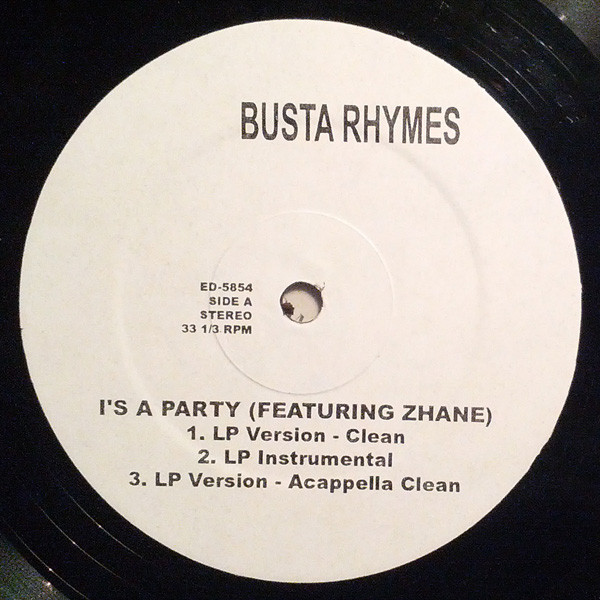 BUSTA RHYMES
ED-5854
SIDE A
STEREO
33 1/3 RPM
I'S A PARTY (FEATURING ZHANE)
1. LP Version - Clean
2. LP Instrumental
3. LP Version - Acappella Clean